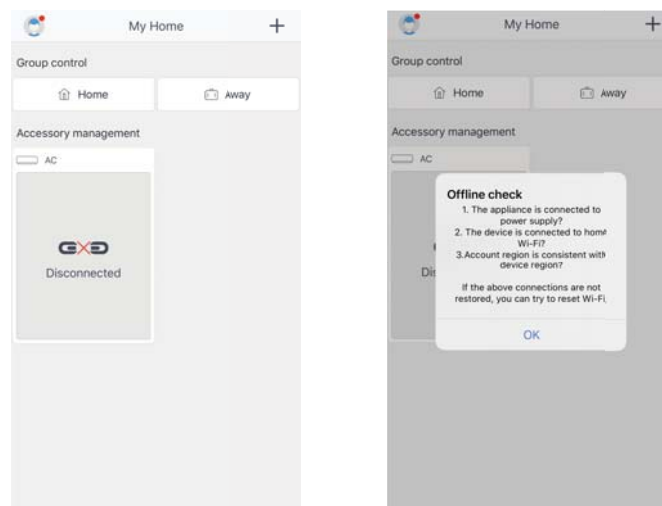 My Home
Group control
Home
Away
Accessory management
AC
Disconnected
My Home
Group control
Home
Away
Accessory management
AC
Offline check
1. The appliance is connected to
power supply?
2. The device is connected to home
Wi-Fi?
3.Account region is consistent with
device region?
Dis
If the above connections are not
restored, you can try to reset Wi-Fi.
OK